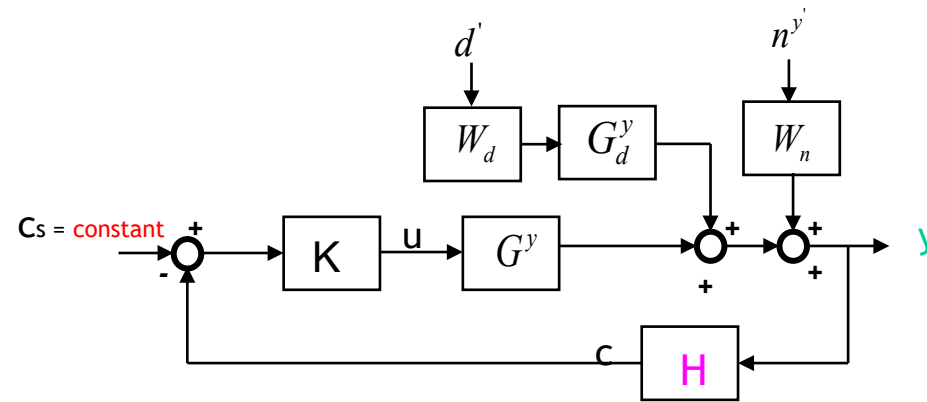 d'
n^{y'}
W_d
G_d^y
W_n
Cs = constant
+
-
K
u
G^y
+
+
+
+
y
c
H